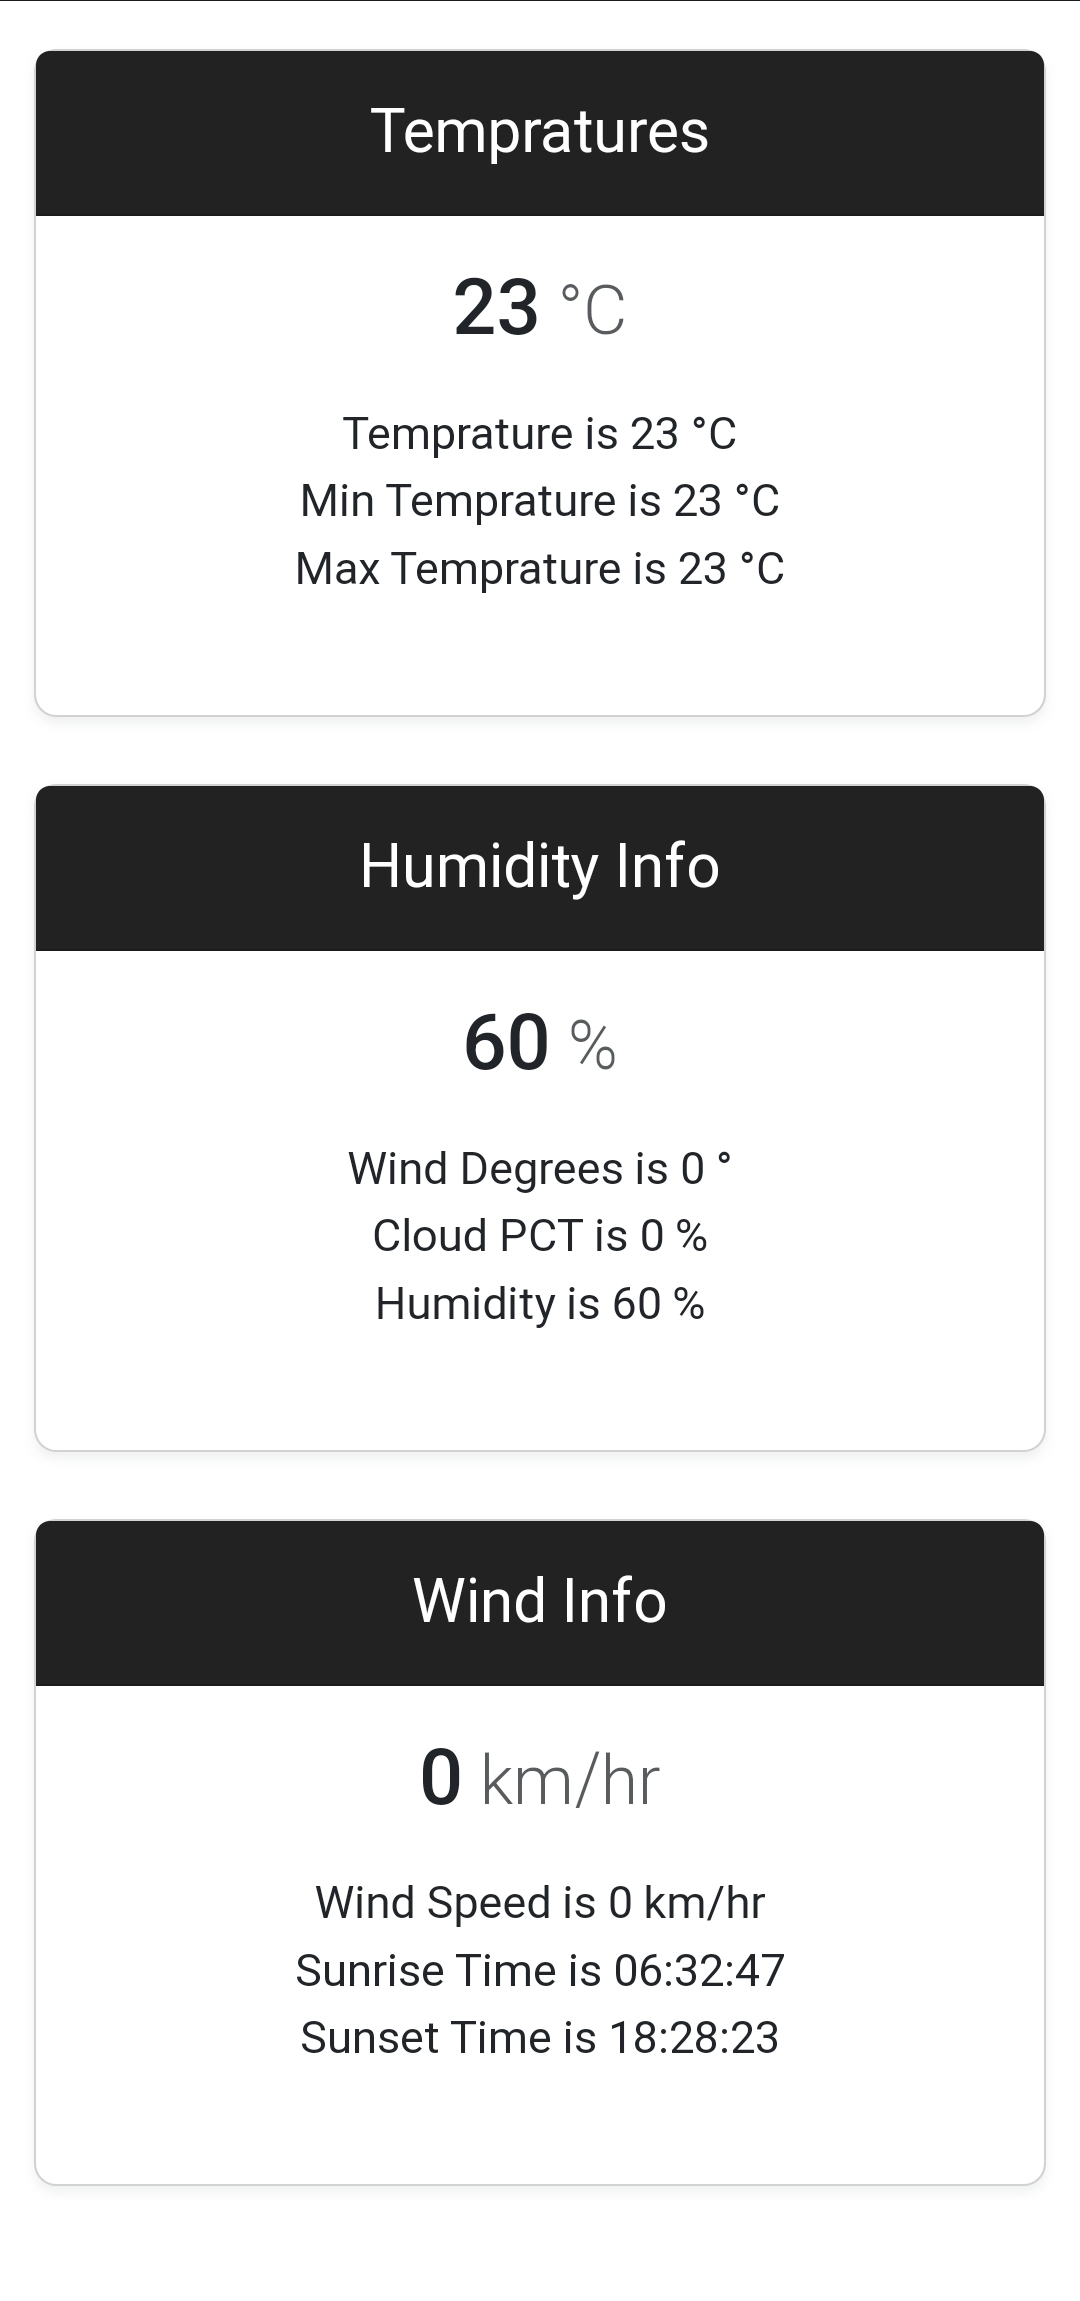 Tempratures
23 °C
Temprature is 23 °C
Min Temprature is 23 °C
Max Temprature is 23 °C
Humidity Info
60 %
Wind Degrees is 0 °
Cloud PCT is 0 %
Humidity is 60 %
Wind Info
0 km/hr
Wind Speed is 0 km/hr
Sunrise Time is 06:32:47
Sunset Time is 18:28:23